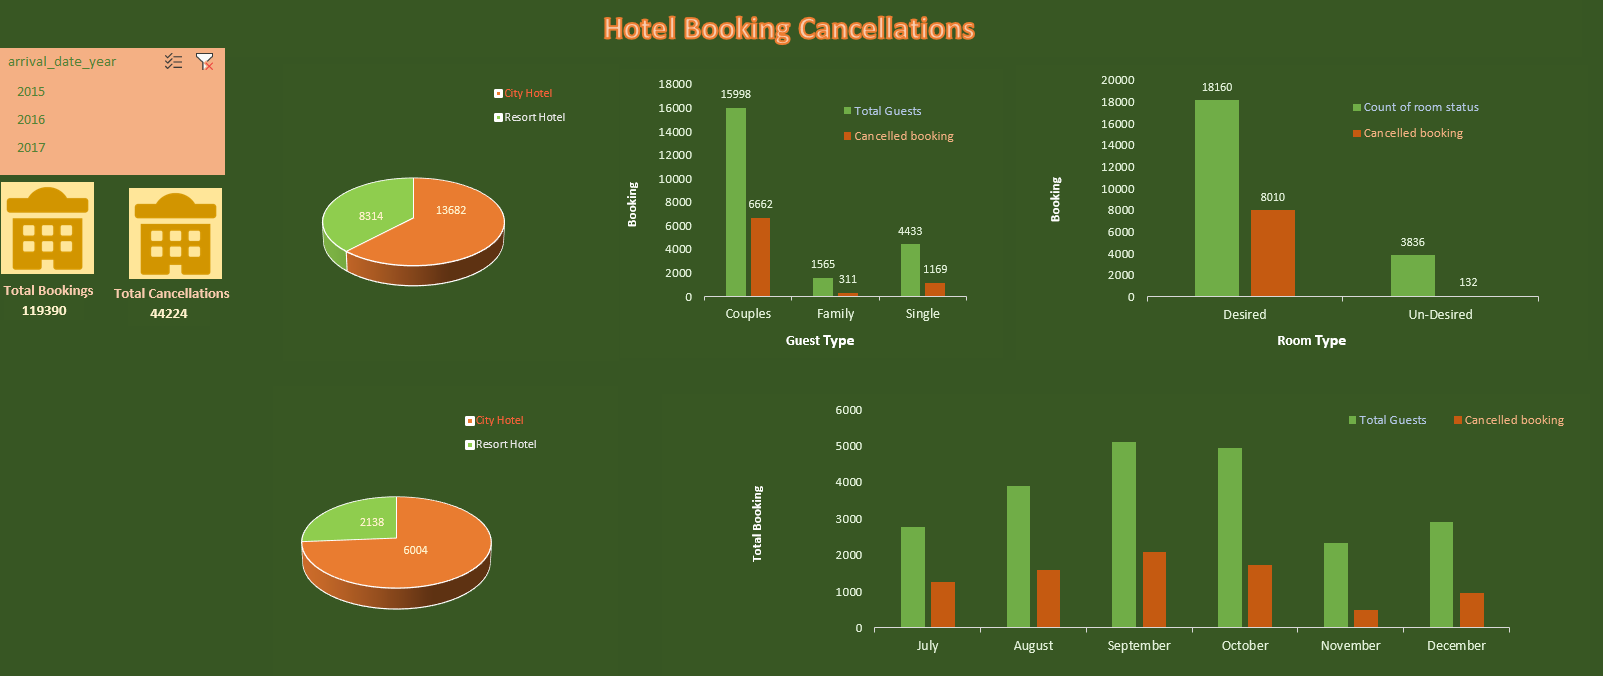 Hotel Booking Cancellations
arrival_date_year
2015
2016
2017
Total Bookings
119390
Total Cancellations
44224
City Hotel
Resort Hotel
8314
13682
18000
16000
14000
12000
10000
8000
6000
4000
2000
0
Booking
15998
6662
1565
311
4433
1169
Total Guests
Cancelled booking
Couples
Family
Single
Guest Type
20000
18000
16000
14000
12000
10000
8000
6000
4000
2000
0
Booking
18160
8010
3836
132
Count of room status
Cancelled booking
Desired
Un-Desired
Room Type
City Hotel
Resort Hotel
2138
6004
6000
5000
4000
3000
2000
1000
0
Total Booking
Total Guests
Cancelled booking
July
August
September
October
November
December